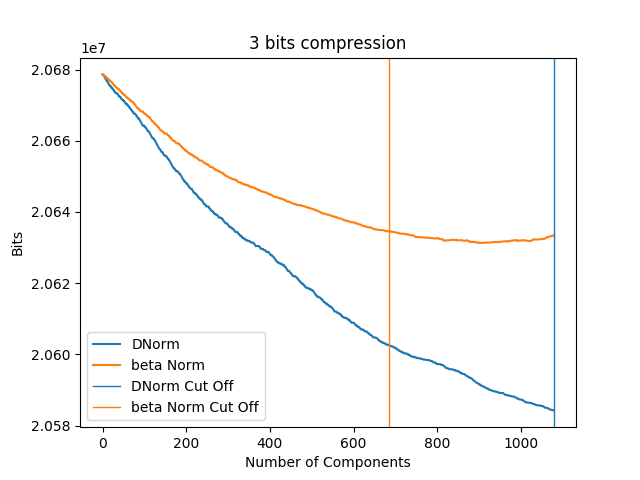 3 bits compression
1e7
2.068
2.066
2.064
2.062
2.060
2.058
Bits
DNorm
beta Norm
DNorm Cut Off
beta Norm Cut Off
0 200 400 600 800 1000
Number of Components